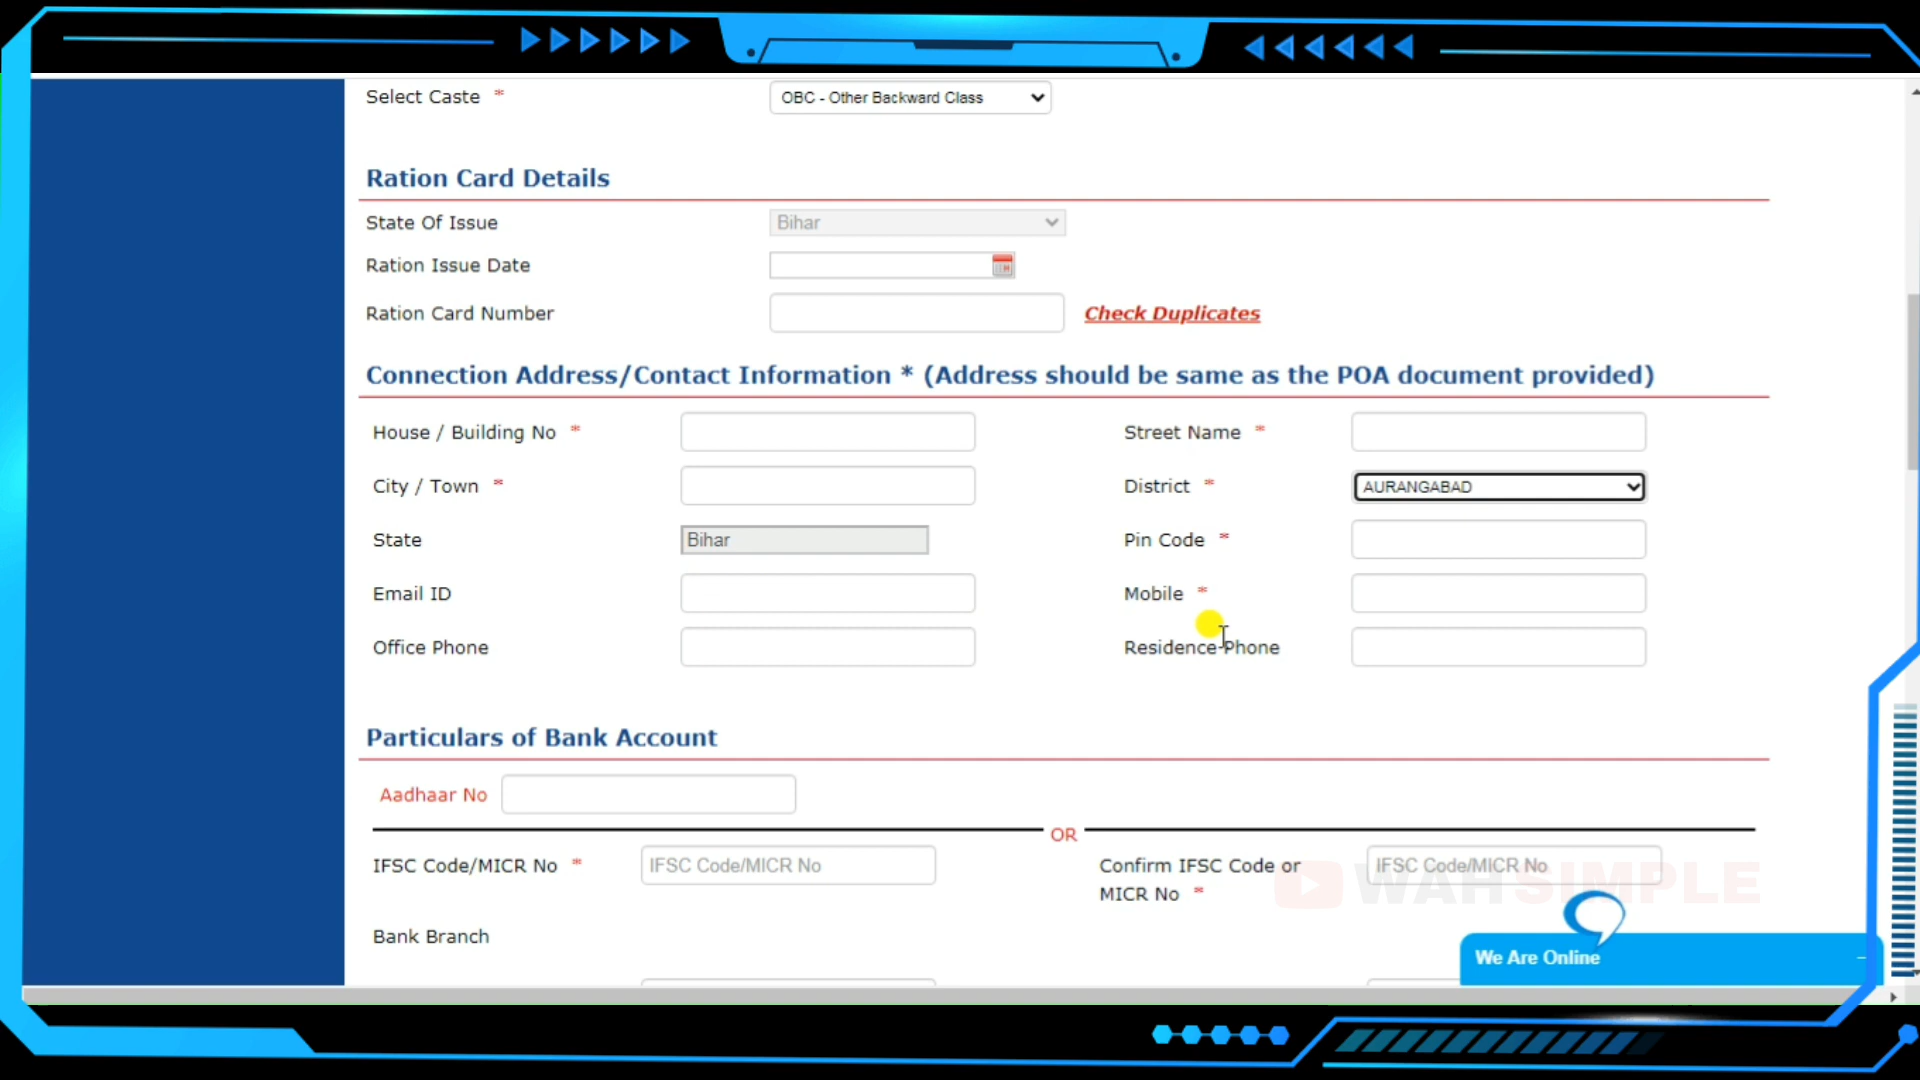 Select Caste * OBC - Other Backward Class
Ration Card Details
State Of Issue Bihar
Ration Issue Date
Ration Card Number Check Duplicates
Connection Address/Contact Information * (Address should be same as the POA document provided)
House / Building No * Street Name *
City / Town * District * AURANGABAD
State Bihar Pin Code *
Email ID Mobile *
Office Phone Residence Phone
Particulars of Bank Account
Aadhaar No
OR
IFSC Code/MICR No * IFSC Code/MICR No Confirm IFSC Code or IFSC Code/MICR No
MICR No *
WAHSIMPLE
Bank Branch
We Are Online